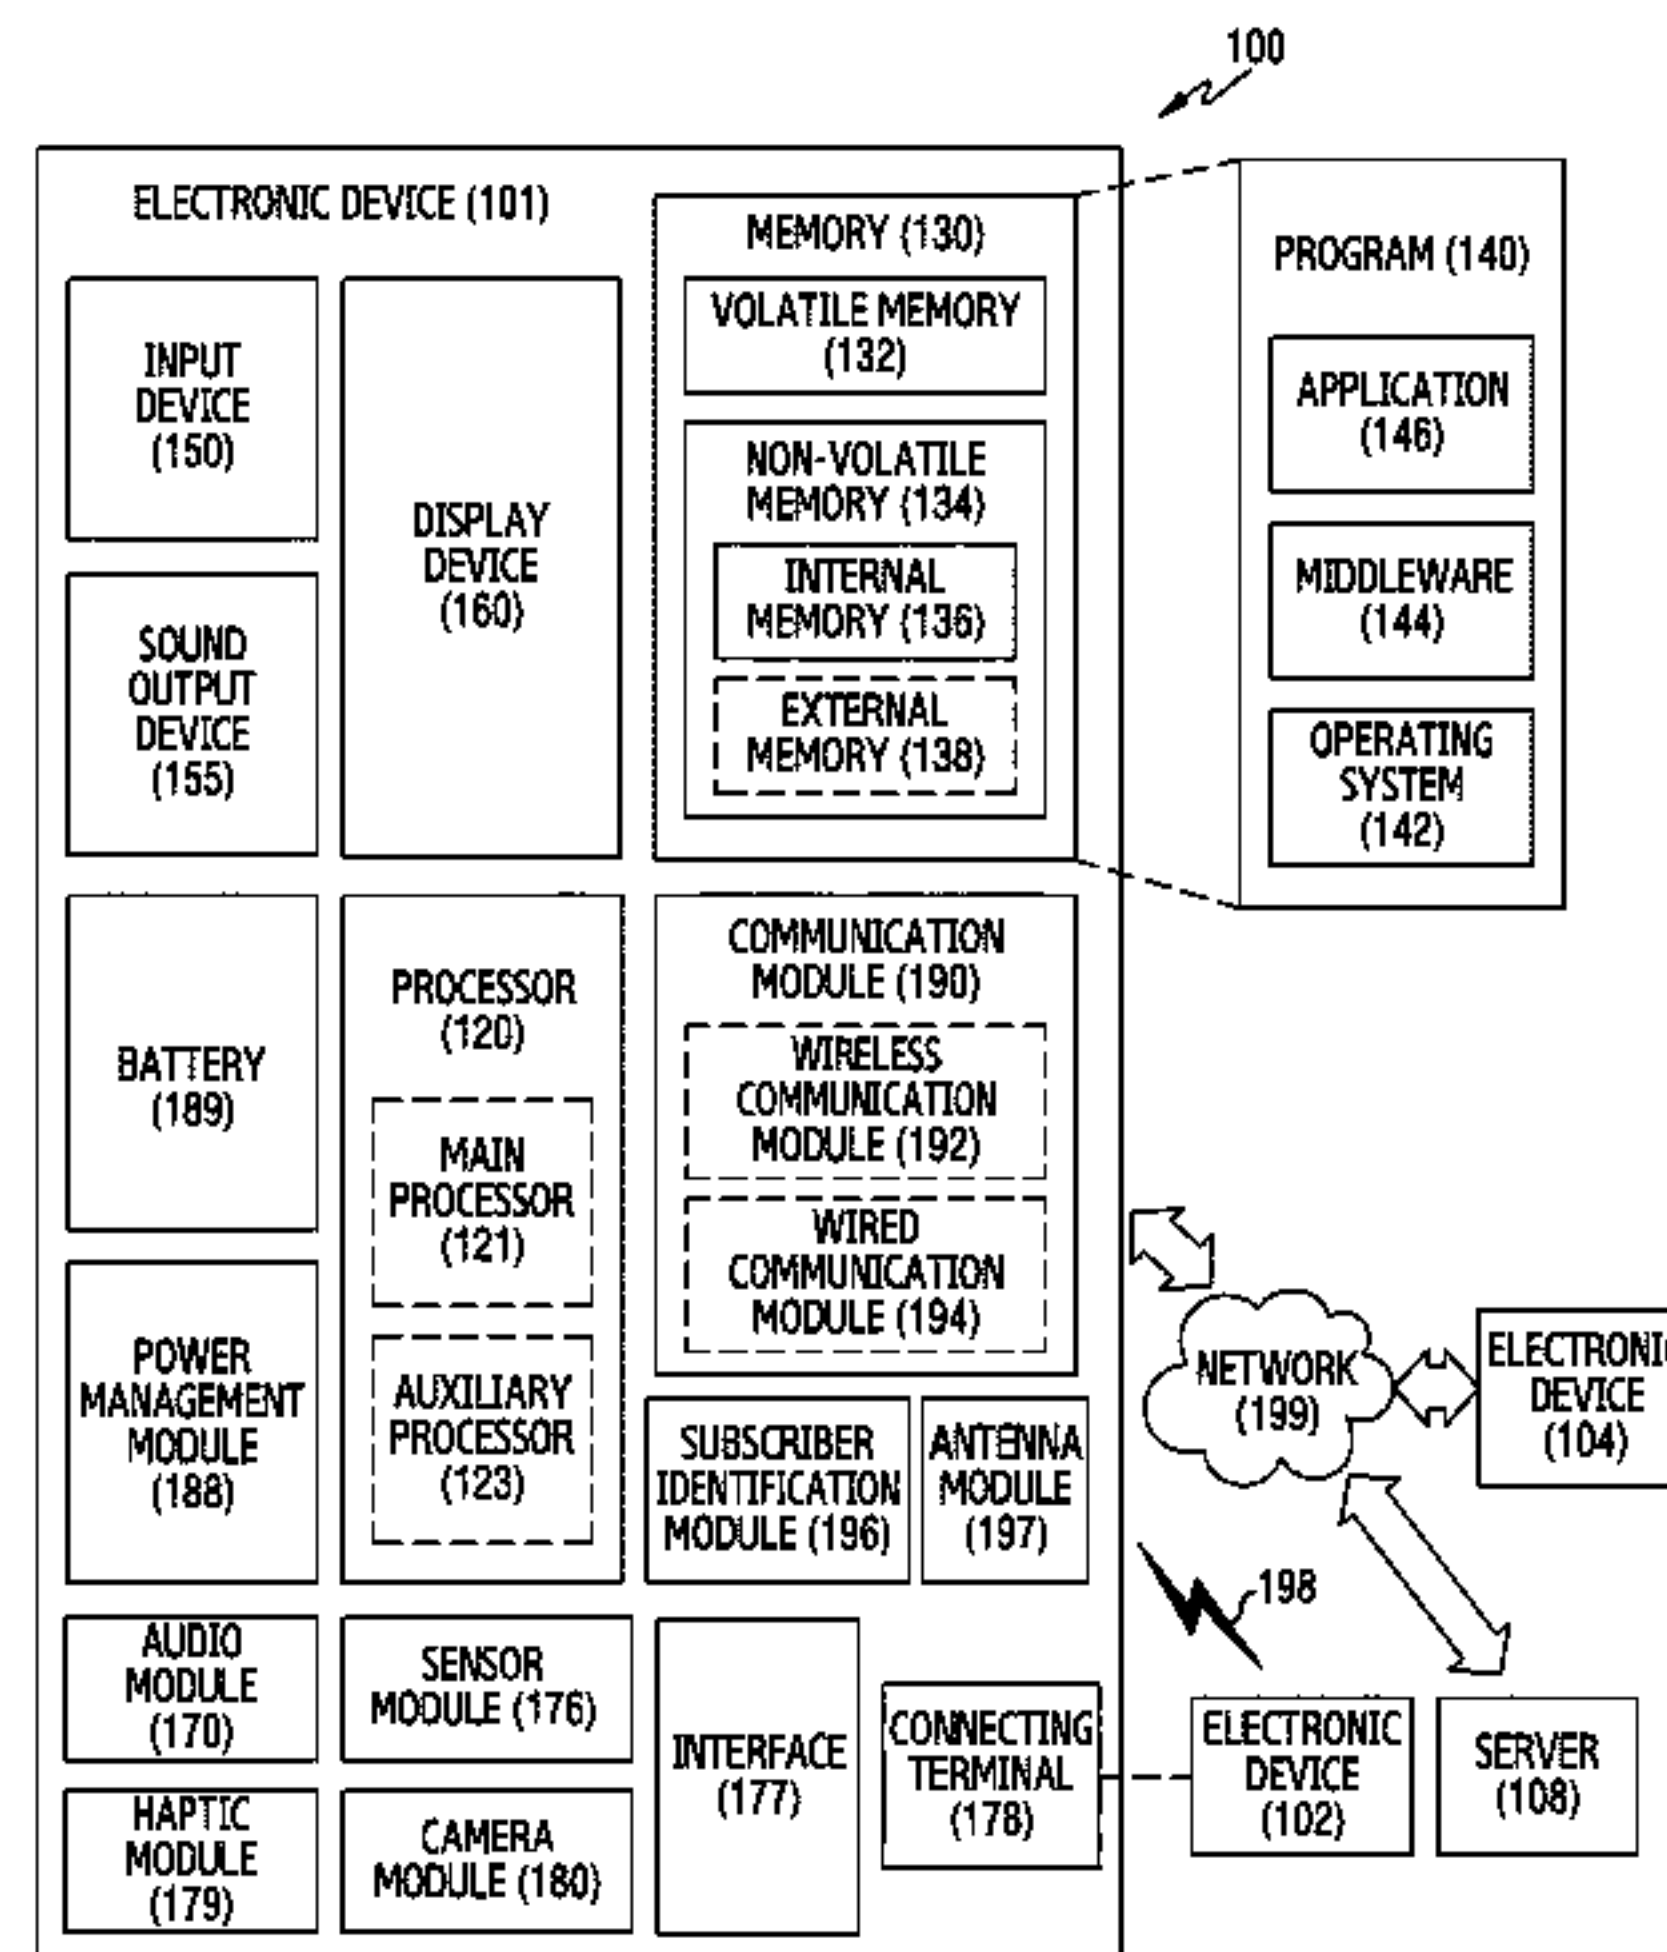 100
ELECTRONIC DEVICE (101)
MEMORY (130)
VOLATILE MEMORY
(132)
NON-VOLATILE
MEMORY (134)
INTERNAL
MEMORY (136)
EXTERNAL
MEMORY (138)
PROGRAM (140)
APPLICATION
(146)
MIDDLEWARE
(144)
OPERATING
SYSTEM
(142)
INPUT
DEVICE
(150)
SOUND
OUTPUT
DEVICE
(155)
DISPLAY
DEVICE
(160)
BATTERY
(189)
POWER
MANAGEMENT
MODULE
(188)
PROCESSOR
(120)
MAIN
PROCESSOR
(121)
AUXILIARY
PROCESSOR
(123)
COMMUNICATION
MODULE (190)
WIRELESS
COMMUNICATION
MODULE (192)
WIRED
COMMUNICATION
MODULE (194)
SUBSCRIBER
IDENTIFICATION
MODULE (196)
ANTENNA
MODULE
(197)
NETWORK
(199)
ELECTRONIC
DEVICE
(104)
198
AUDIO
MODULE
(170)
SENSOR
MODULE (176)
HAPTIC
MODULE
(179)
CAMERA
MODULE (180)
INTERFACE
(177)
CONNECTING
TERMINAL
(178)
ELECTRONIC
DEVICE
(102)
SERVER
(108)